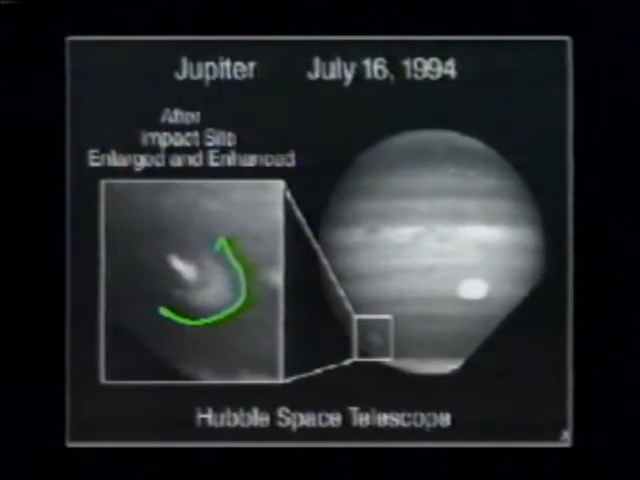 Jupiter July 16, 1994
After
Impact Site
Enlarged and Enhanced
Hubble Space Telescope